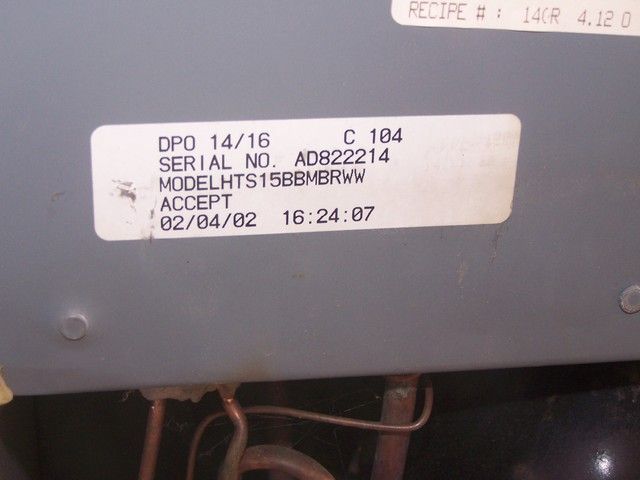 RECIPE # : 14 R 4.12 0
DPO 14/16 C 104
SERIAL NO. AD822214
MODELHTS15BBMBRWW
ACCEPT
02/04/02 16:24:07